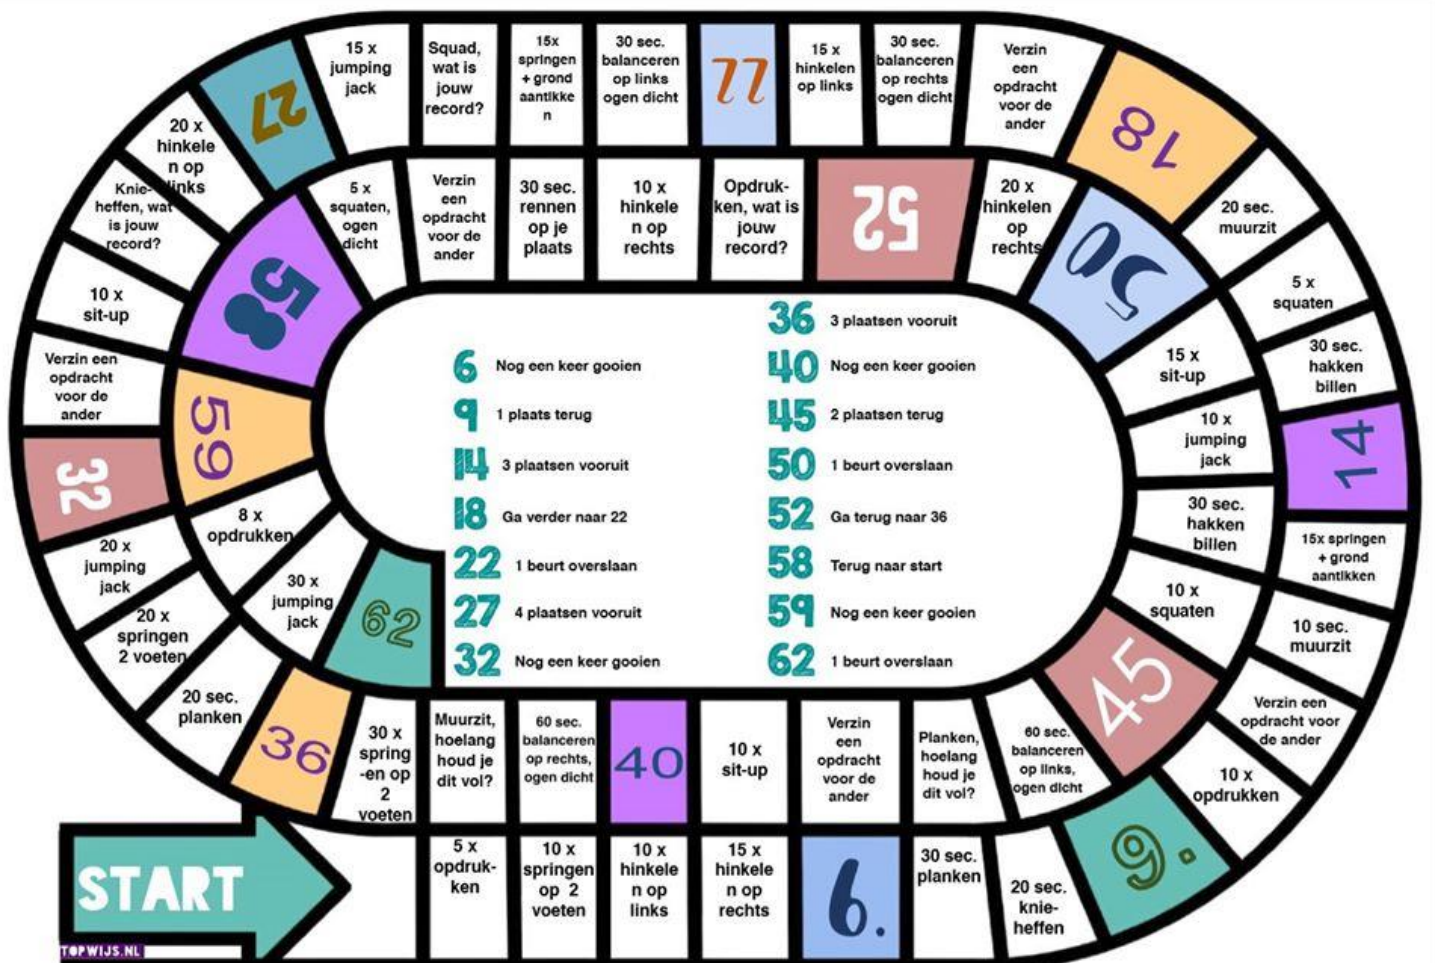 START
TOPWIJS.NL
5 x
opdruk-
ken
10 x
springen
op 2
voeten
10 x
hinkele
n op
links
15 x
hinkele
n op
rechts
6.
30 sec.
planken
20 sec.
knie-
heffen
9.
10 x
opdrukken
Verzin een
opdracht voor
de ander
10 sec.
muurzit
15x springen
+ grond
aantikken
14
30 sec.
hakken
billen
5 x
squaten
20 sec.
muurzit
18
Verzin
een
opdracht
voor de
ander
30 sec.
balanceren
op rechts
ogen dicht
15 x
hinkelen
op links
22
30 sec.
balanceren
op links
ogen dicht
15x
springen
+ grond
aantikke
n
Squad,
wat is
jouw
record?
15 x
jumping
jack
27
20 x
hinkele
n op
links
Knie-
heffen, wat
is jouw
record?
10 x
sit-up
Verzin een
opdracht
voor de
ander
32
20 x
jumping
jack
20 x
springen
2 voeten
20 sec.
planken
36
30 x
spring
-en op
2
voeten
Muurzit,
hoelang
houd je
dit vol?
60 sec.
balanceren
op rechts,
ogen dicht
40
10 x
sit-up
Verzin
een
opdracht
voor de
ander
Planken,
hoelang
houd je
dit vol?
60 sec.
balanceren
op links,
ogen dicht
45
10 x
squaten
30 sec.
hakken
billen
10 x
jumping
jack
15 x
sit-up
50
20 x
hinkelen
op
rechts
52
Opdruk-
ken, wat is
jouw
record?
10 x
hinkele
n op
rechts
30 sec.
rennen
op je
plaats
Verzin
een
opdracht
voor de
ander
5 x
squaten,
ogen
dicht
58
59
8 x
opdrukken
30 x
jumping
jack
62
6 Nog een keer gooien
9 1 plaats terug
14 3 plaatsen vooruit
18 Ga verder naar 22
22 1 beurt overslaan
27 4 plaatsen vooruit
32 Nog een keer gooien
36 3 plaatsen vooruit
40 Nog een keer gooien
45 2 plaatsen terug
50 1 beurt overslaan
52 Ga terug naar 36
58 Terug naar start
59 Nog een keer gooien
62 1 beurt overslaan